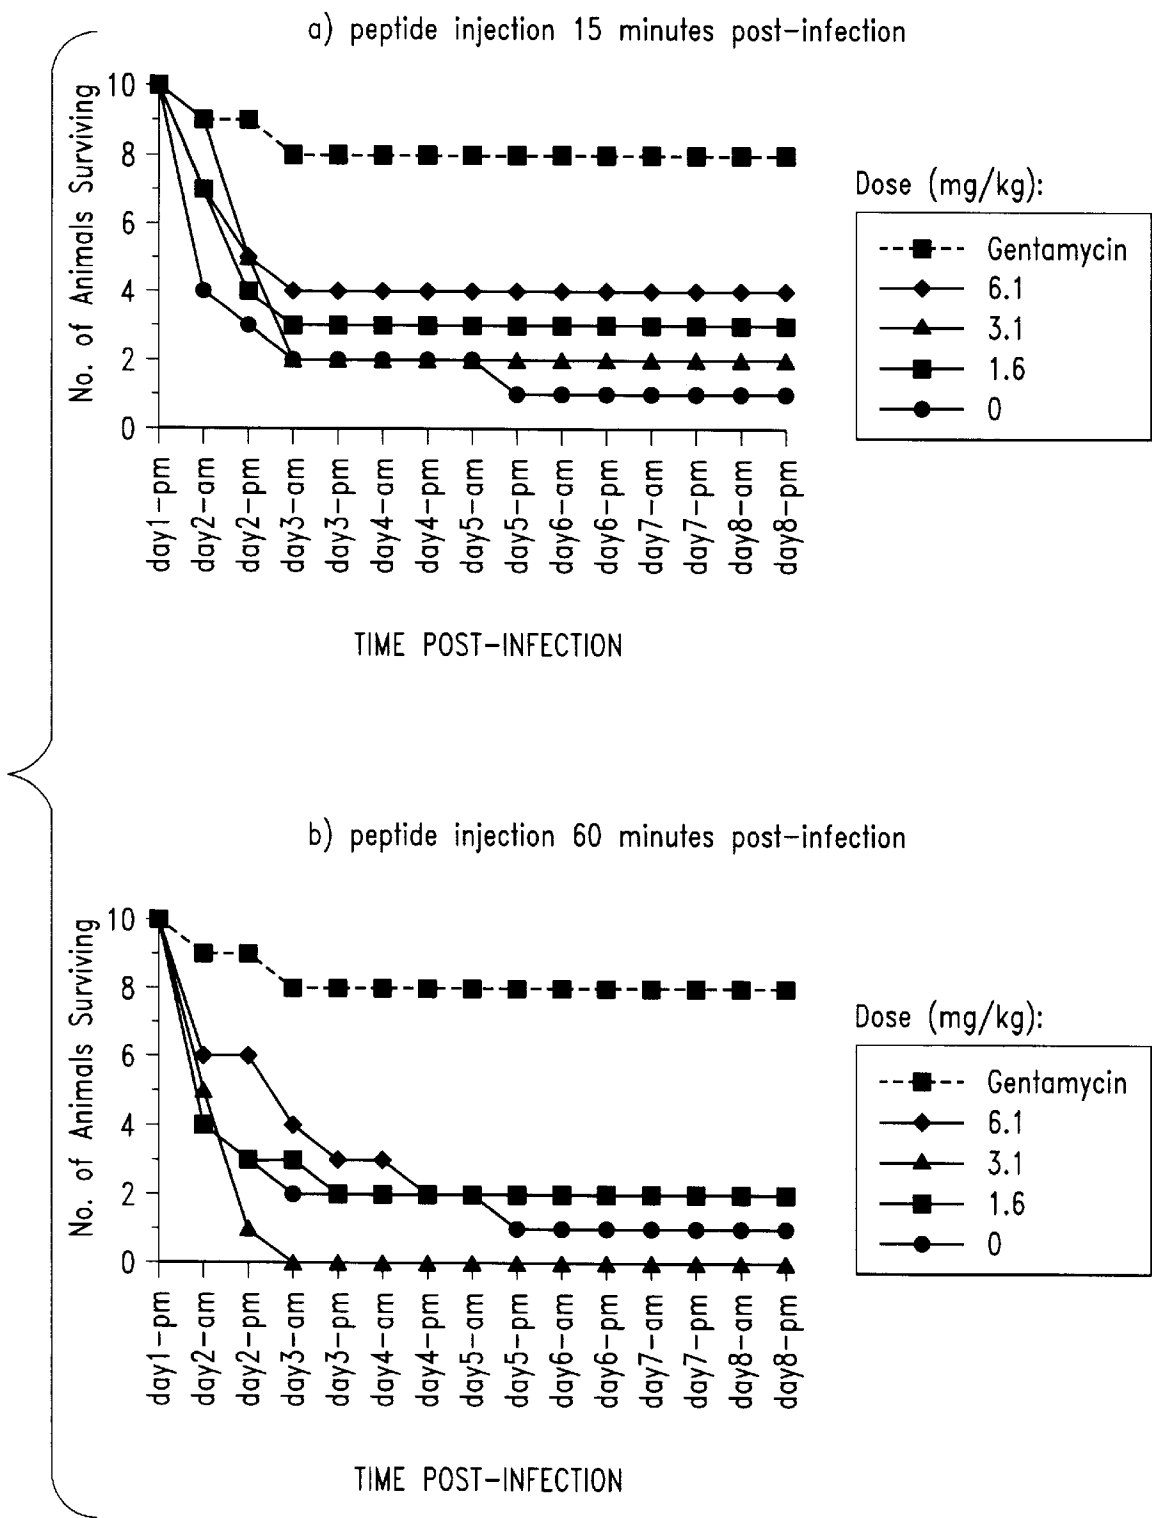 a) peptide injection 15 minutes post-infection
No. of Animals Surviving
10
8
6
4
2
0
day1-pm
day2-am
day2-pm
day3-am
day3-pm
day4-am
day4-pm
day5-am
day5-pm
day6-am
day6-pm
day7-am
day7-pm
day8-am
day8-pm
TIME POST-INFECTION
Dose (mg/kg):
Gentamycin
6.1
3.1
1.6
0
b) peptide injection 60 minutes post-infection
No. of Animals Surviving
10
8
6
4
2
0
day1-pm
day2-am
day2-pm
day3-am
day3-pm
day4-am
day4-pm
day5-am
day5-pm
day6-am
day6-pm
day7-am
day7-pm
day8-am
day8-pm
TIME POST-INFECTION
Dose (mg/kg):
Gentamycin
6.1
3.1
1.6
0